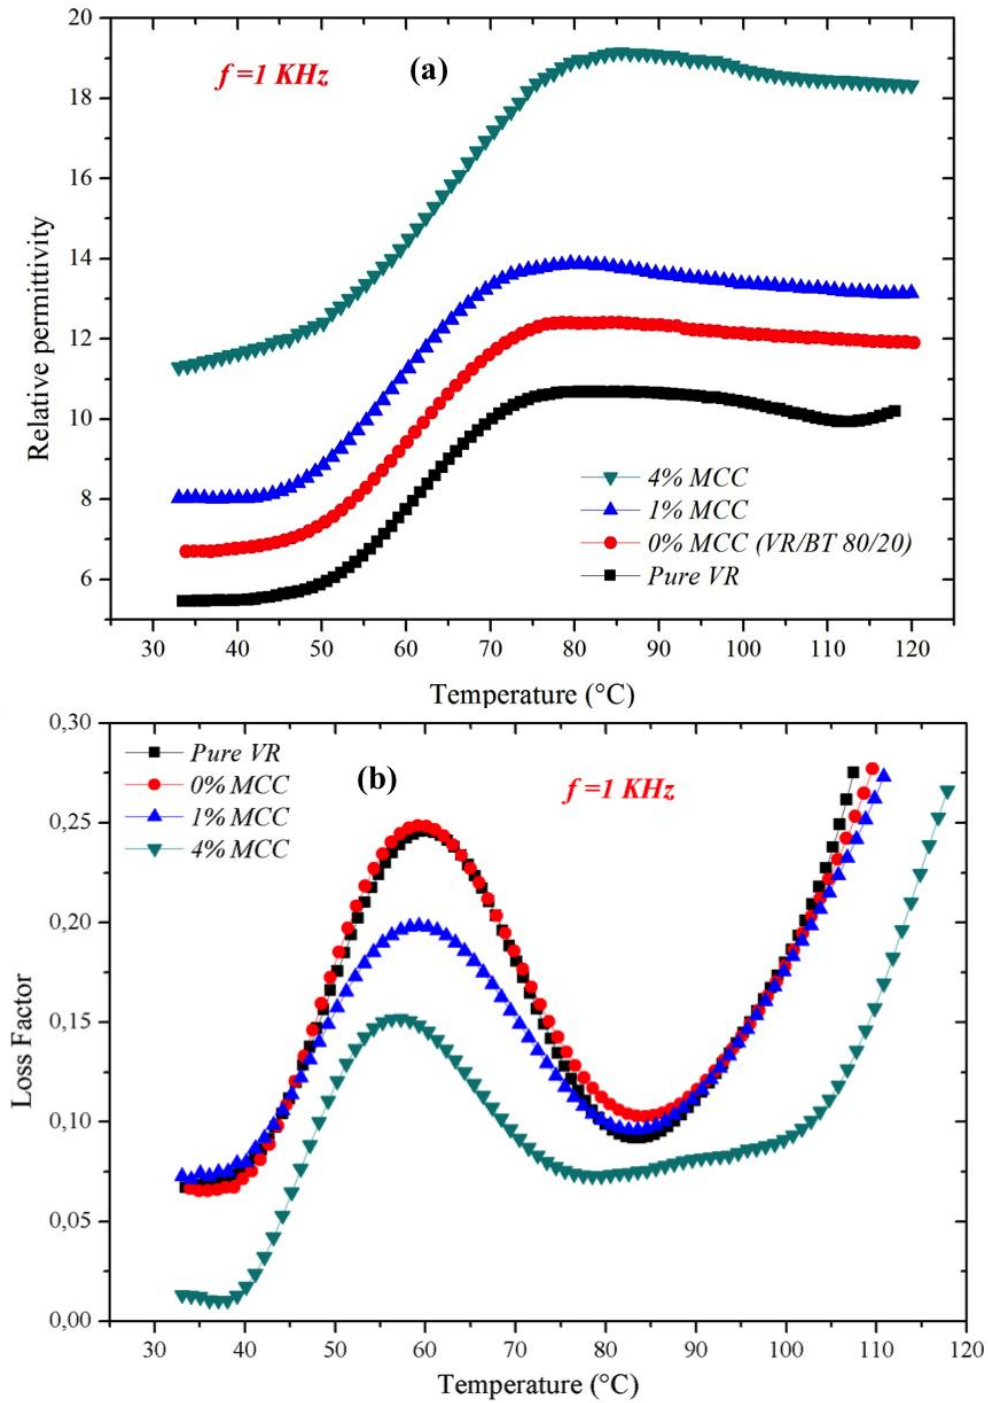 20
18
16
14
12
10
8
6
Relative permittivity
f =1 KHz
(a)
4% MCC
1% MCC
0% MCC (VR/BT 80/20)
Pure VR
30 40 50 60 70 80 90 100 110 120
Temperature (°C)
0,30
0,25
0,20
0,15
0,10
0,05
0,00
Loss Factor
Pure VR
0% MCC
1% MCC
4% MCC
(b)
f =1 KHz
30 40 50 60 70 80 90 100 110 120
Temperature (°C)